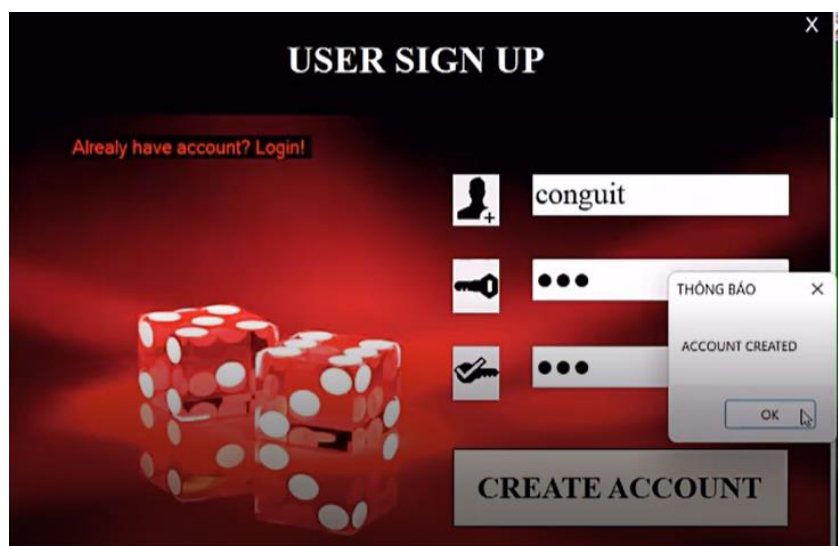 X
USER SIGN UP
Alrealy have account? Login!
conguit
●●●
THÔNG BÁO
ACCOUNT CREATED
●●●
OK
CREATE ACCOUNT